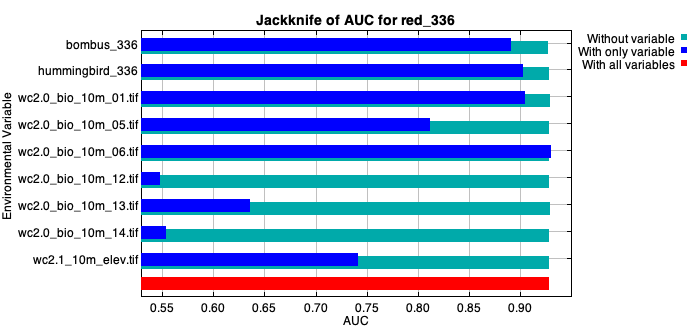 Jackknife of AUC for red_336
Without variable
With only variable
With all variables
Environmental Variable
bombus_336
hummingbird_336
wc2.0_bio_10m_01.tif
wc2.0_bio_10m_05.tif
wc2.0_bio_10m_06.tif
wc2.0_bio_10m_12.tif
wc2.0_bio_10m_13.tif
wc2.0_bio_10m_14.tif
wc2.1_10m_elev.tif
0.55 0.60 0.65 0.70 0.75 0.80 0.85 0.90
AUC